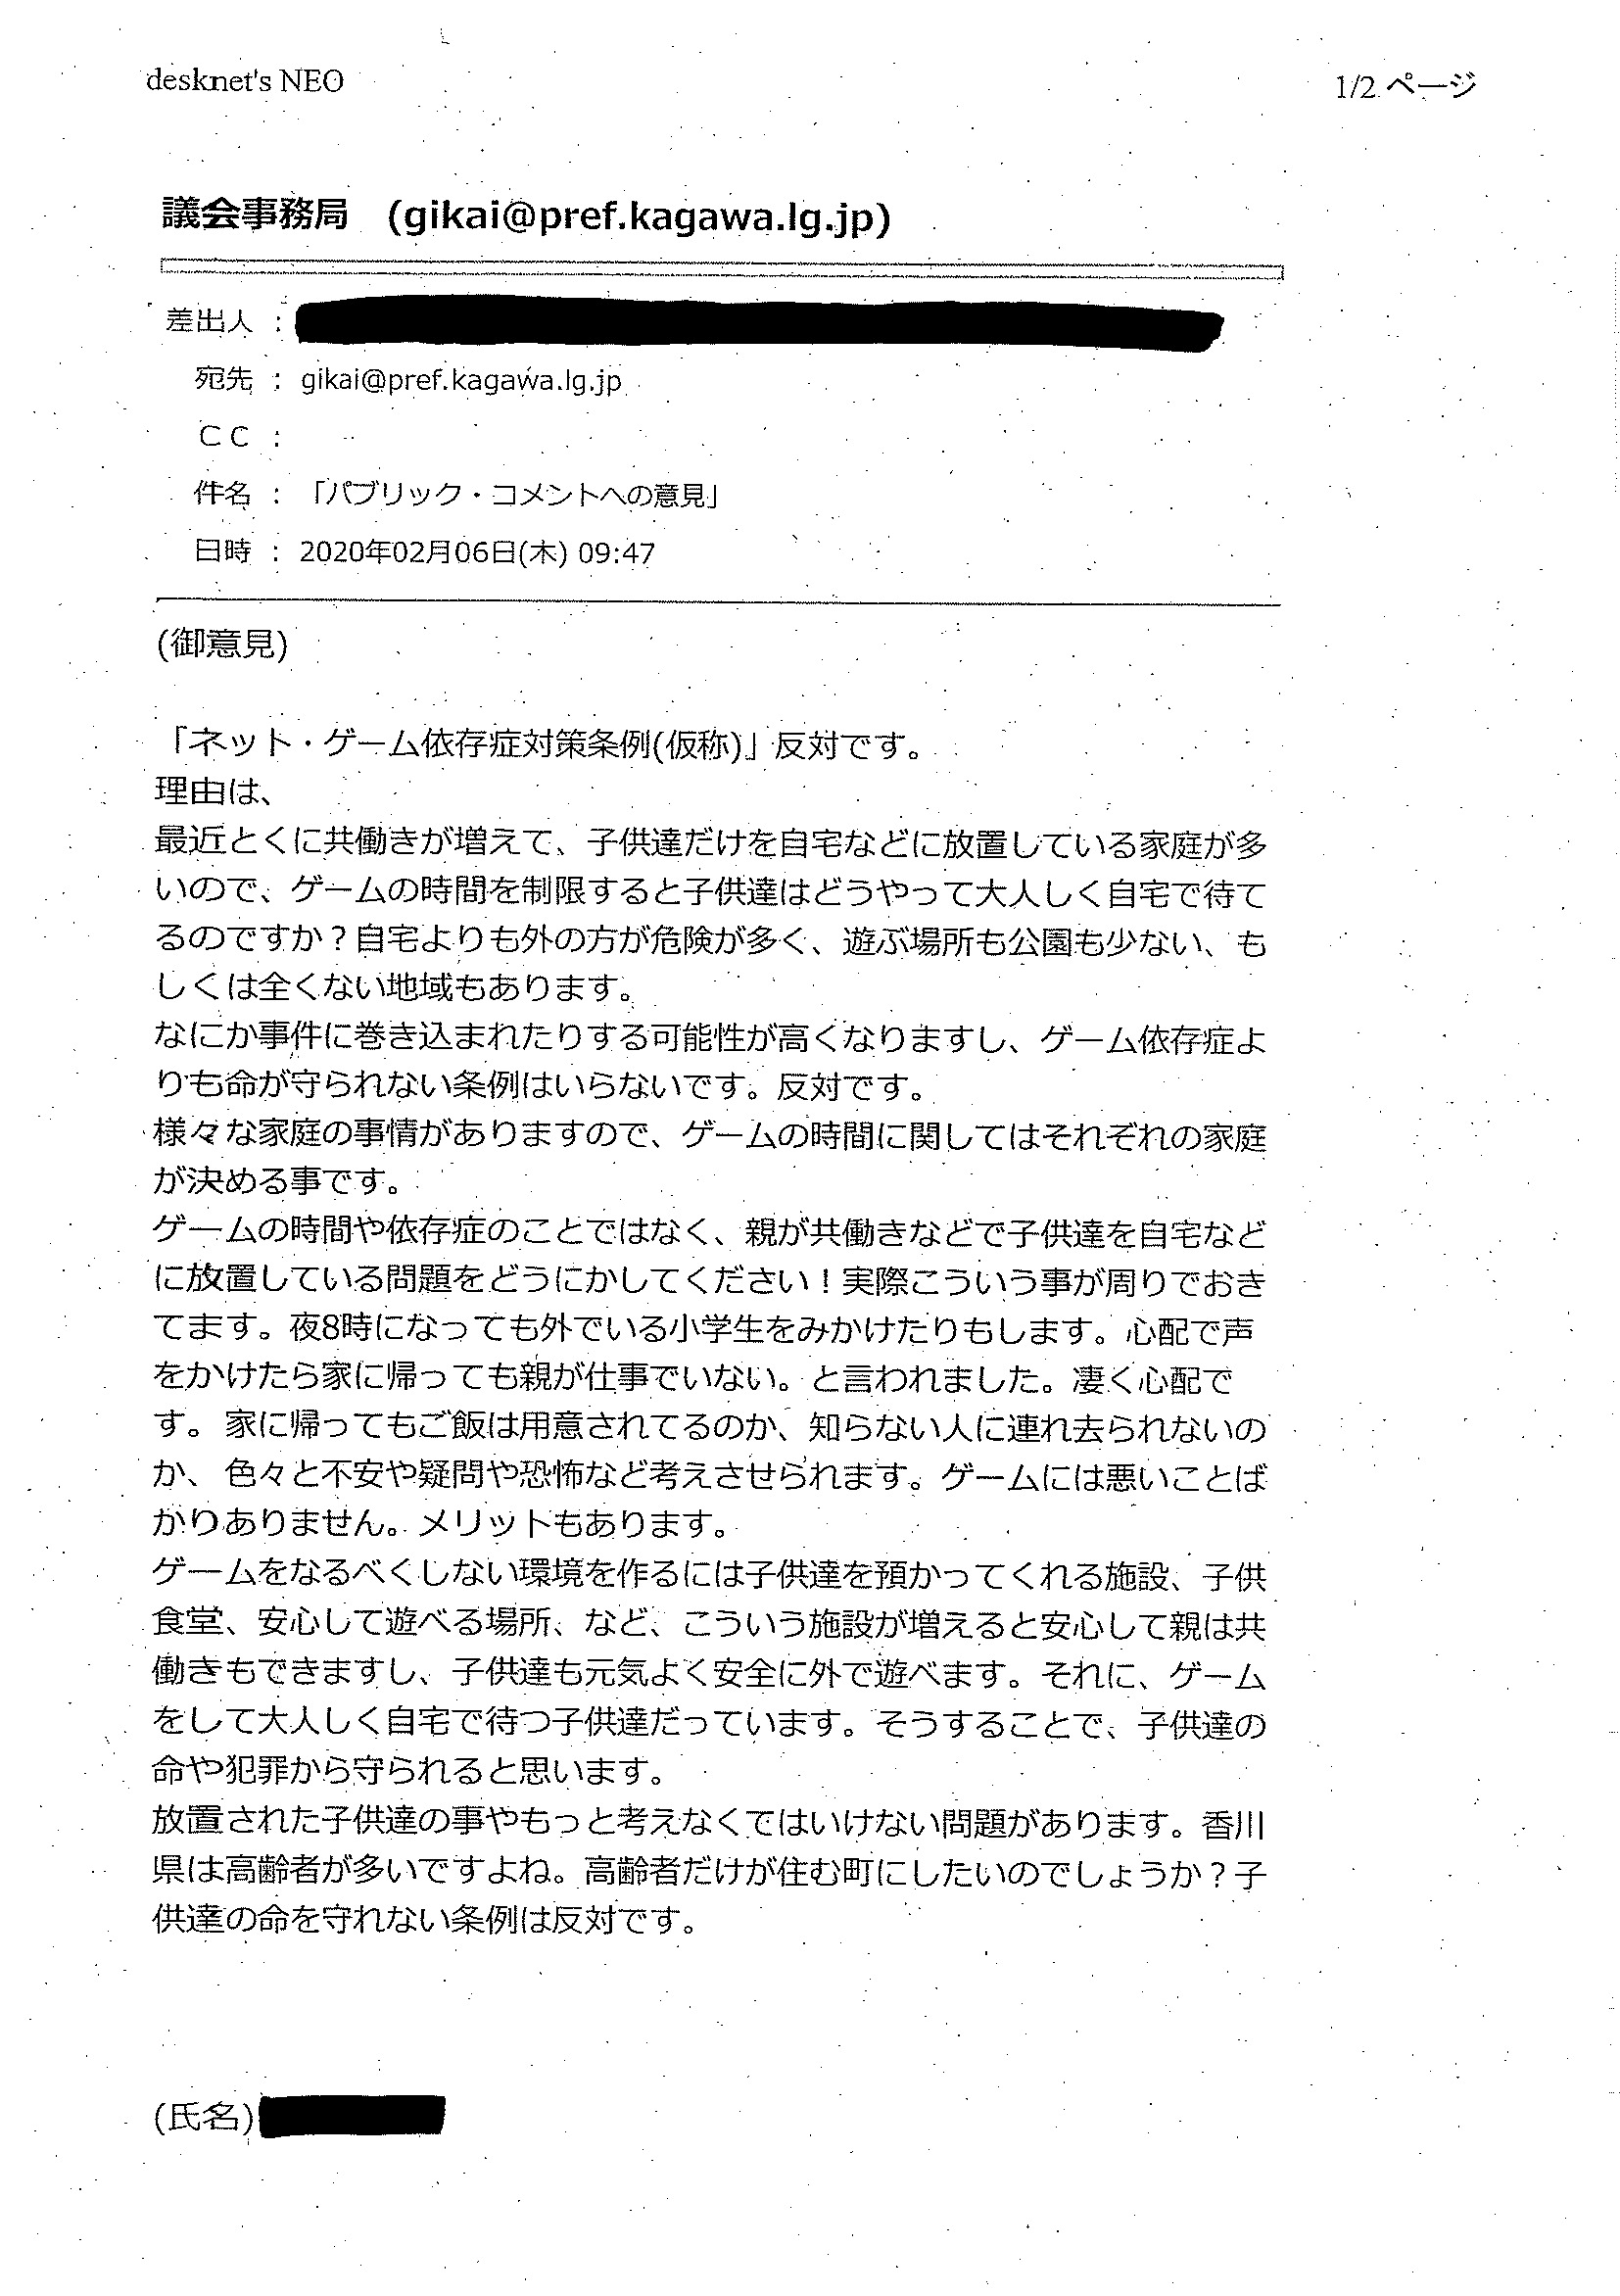 desknet's NEO
1/2 ページ
議会事務局 (gikai@pref.kagawa.lg.jp)
差出人 :
宛先 : gikai@pref.kagawa.lg.jp
CC :
件名 : 「パブリック・コメントへの意見」
日時 : 2020年02月06日(木) 09:47
(御意見)
「ネット・ゲーム依存症対策条例(仮称)」反対です。
理由は、
最近とくに共働きが増えて、子供達だけを自宅などに放置している家庭が多
いので、ゲームの時間を制限すると子供達はどうやって大人しく自宅で待て
るのですか？自宅よりも外の方が危険が多く、遊ぶ場所も公園も少ない、も
しくは全くない地域もあります。
なにか事件に巻き込まれたりする可能性が高くなりますし、ゲーム依存症よ
りも命が守られない条例はいらないです。反対です。
様々な家庭の事情がありますので、ゲームの時間に関してはそれぞれの家庭
が決める事です。
ゲームの時間や依存症のことではなく、親が共働きなどで子供達を自宅など
に放置している問題をどうにかしてください！実際こういう事が周りでおき
てます。夜8時になっても外でいる小学生をみかけたりもします。心配で声
をかけたら家に帰っても親が仕事でいない。と言われました。凄く心配で
す。家に帰ってもご飯は用意されてるのか、知らない人に連れ去られないの
か、色々と不安や疑問や恐怖など考えさせられます。ゲームには悪いことば
かりありません。メリットもあります。
ゲームをなるべくしない環境を作るには子供達を預かってくれる施設、子供
食堂、安心して遊べる場所、など、こういう施設が増えると安心して親は共
働きもできますし、子供達も元気よく安全に外で遊べます。それに、ゲーム
をして大人しく自宅で待つ子供達だっています。そうすることで、子供達の
命や犯罪から守られると思います。
放置された子供達の事やもっと考えなくてはいけない問題があります。香川
県は高齢者が多いですよね。高齢者だけが住む町にしたいのでしょうか？子
供達の命を守れない条例は反対です。
(氏名)